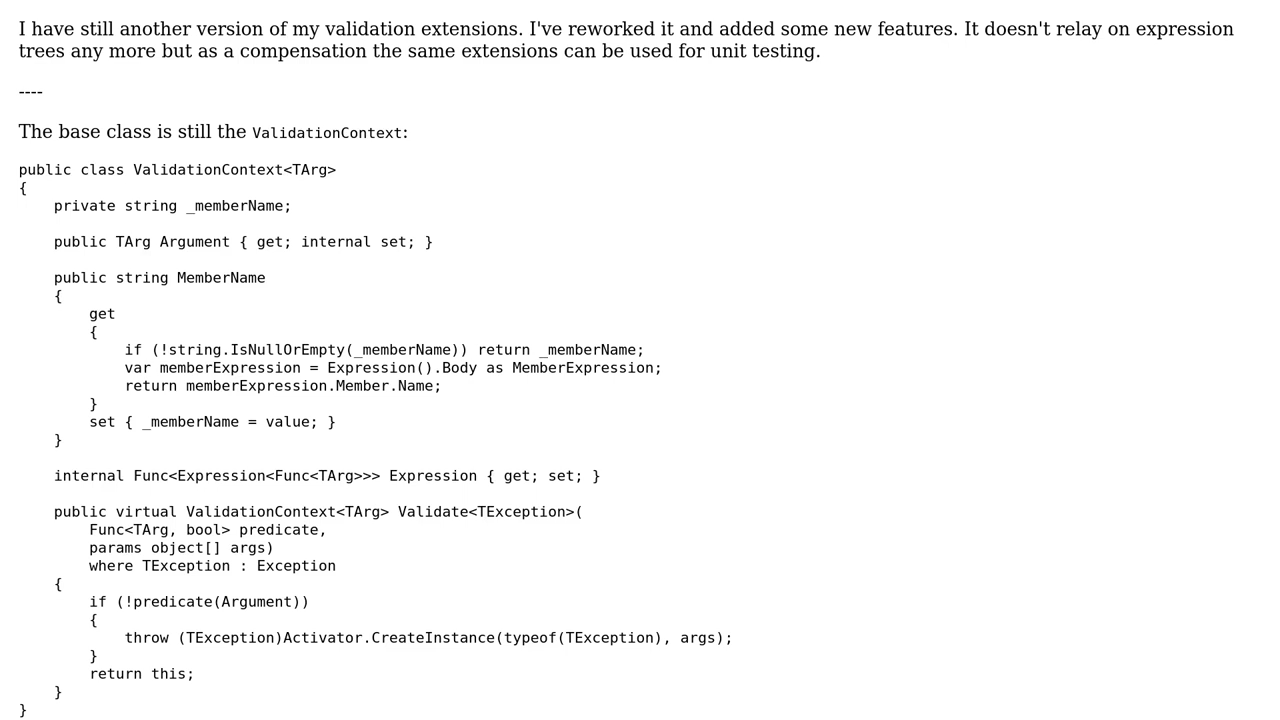 I have still another version of my validation extensions. I've reworked it and added some new features. It doesn't relay on expression
trees any more but as a compensation the same extensions can be used for unit testing.
----
The base class is still the ValidationContext:
public class ValidationContext<TArg>
{
    private string _memberName;
    public TArg Argument { get; internal set; }
    public string MemberName
    {
        get
        {
            if (!string.IsNullOrEmpty(_memberName)) return _memberName;
            var memberExpression = Expression().Body as MemberExpression;
            return memberExpression.Member.Name;
        }
        set { _memberName = value; }
    }
    internal Func<Expression<Func<TArg>>> Expression { get; set; }
    public virtual ValidationContext<TArg> Validate<TException>(
        Func<TArg, bool> predicate,
        params object[] args)
        where TException : Exception
    {
        if (!predicate(Argument))
        {
            throw (TException)Activator.CreateInstance(typeof(TException), args);
        }
        return this;
    }
}